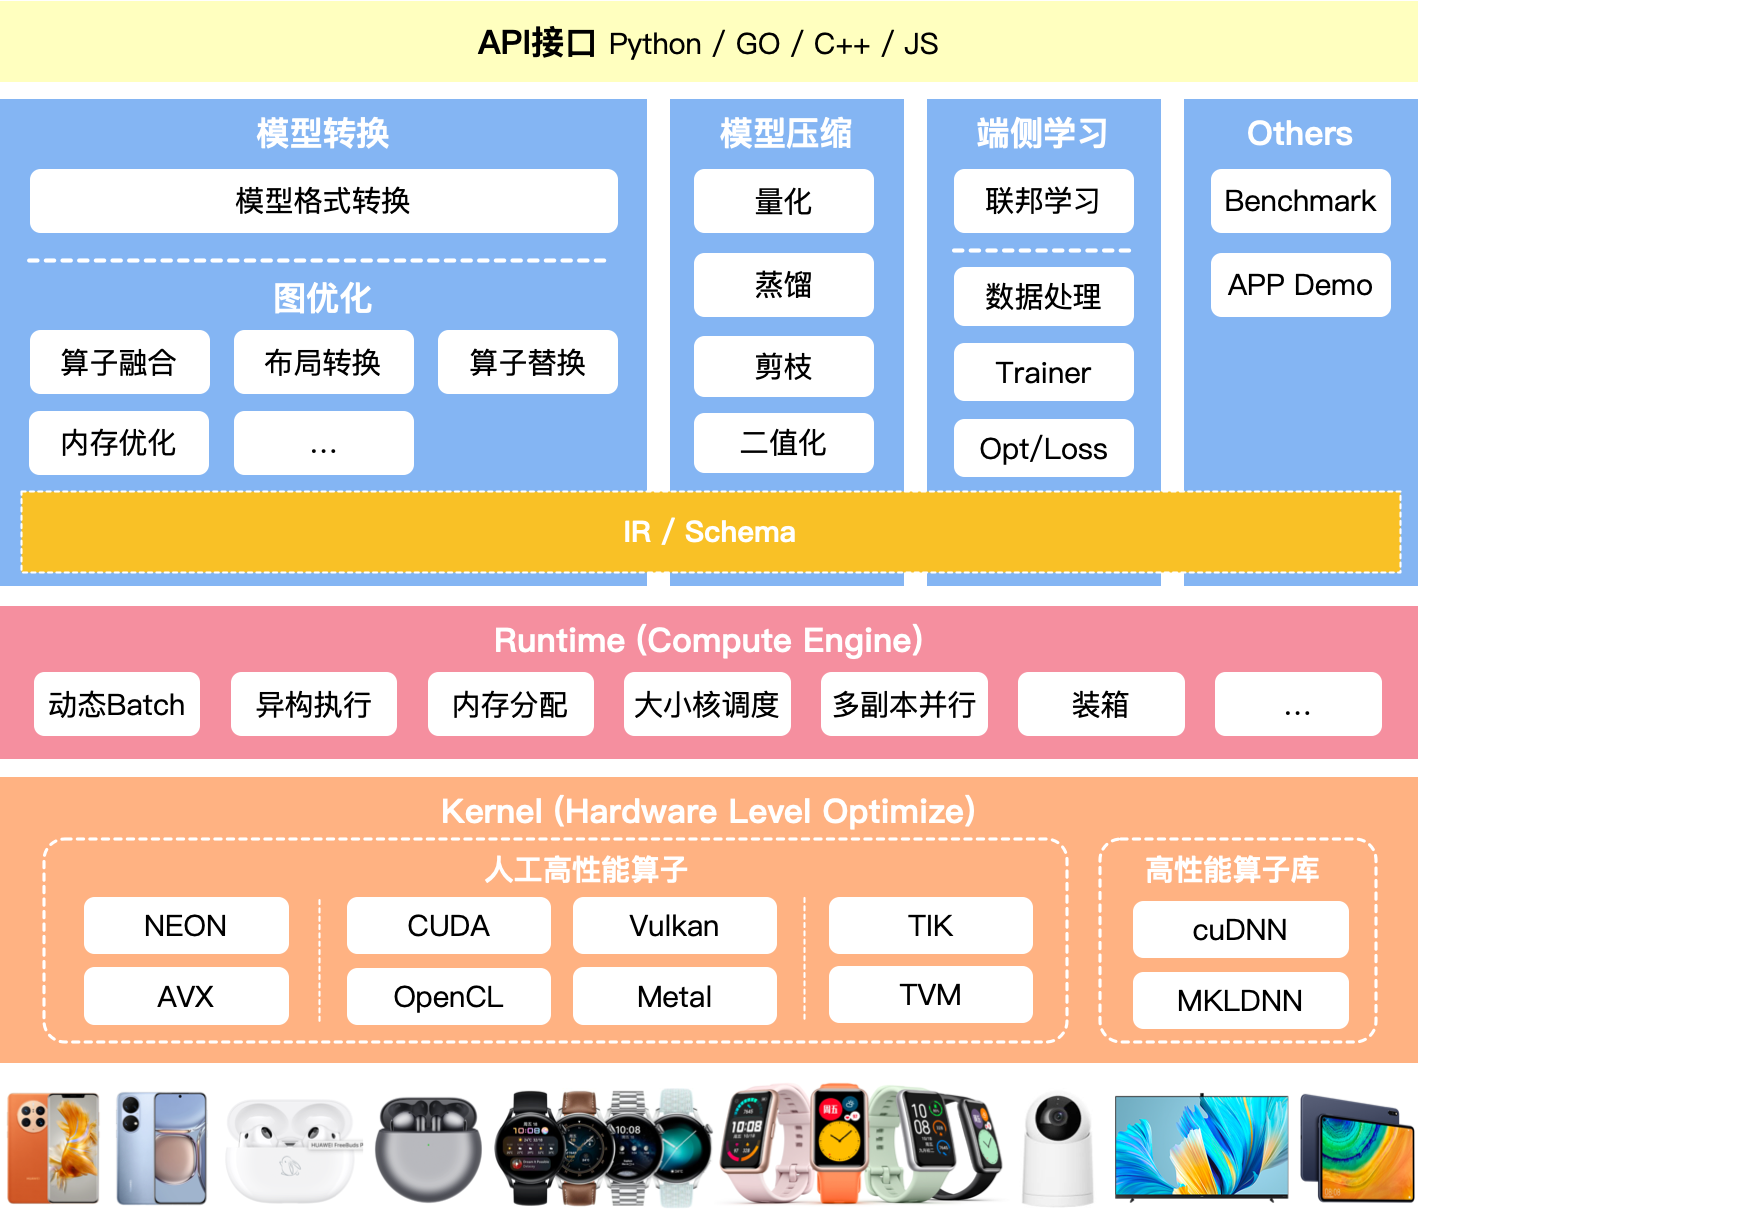 API接口 Python / GO / C++ / JS
模型转换
模型格式转换
图优化
算子融合
布局转换
算子替换
内存优化
...
模型压缩
量化
蒸馏
剪枝
二值化
端侧学习
联邦学习
数据处理
Trainer
Opt/Loss
Others
Benchmark
APP Demo
IR / Schema
Runtime (Compute Engine)
动态Batch
异构执行
内存分配
大小核调度
多副本并行
装箱
...
Kernel (Hardware Level Optimize)
人工高性能算子
NEON
CUDA
Vulkan
TIK
AVX
OpenCL
Metal
TVM
高性能算子库
cuDNN
MKLDNN
HUAWEI FreeBuds P
10:08
10:08
周五
10
08